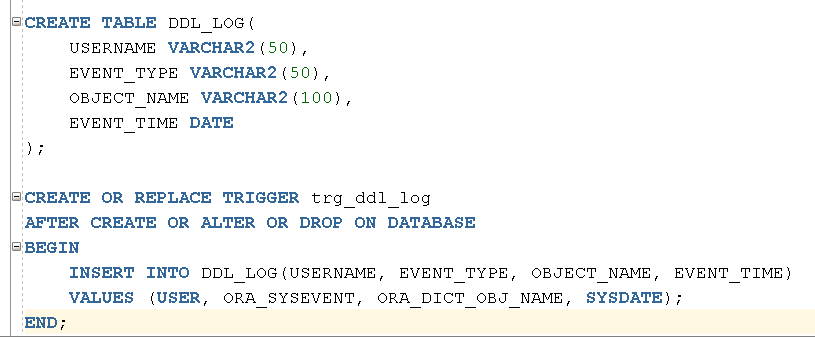 CREATE TABLE DDL_LOG(
    USERNAME VARCHAR2(50),
    EVENT_TYPE VARCHAR2(50),
    OBJECT_NAME VARCHAR2(100),
    EVENT_TIME DATE
);

CREATE OR REPLACE TRIGGER trg_ddl_log
AFTER CREATE OR ALTER OR DROP ON DATABASE
BEGIN
    INSERT INTO DDL_LOG(USERNAME, EVENT_TYPE, OBJECT_NAME, EVENT_TIME)
    VALUES (USER, ORA_SYSEVENT, ORA_DICT_OBJ_NAME, SYSDATE);
END;